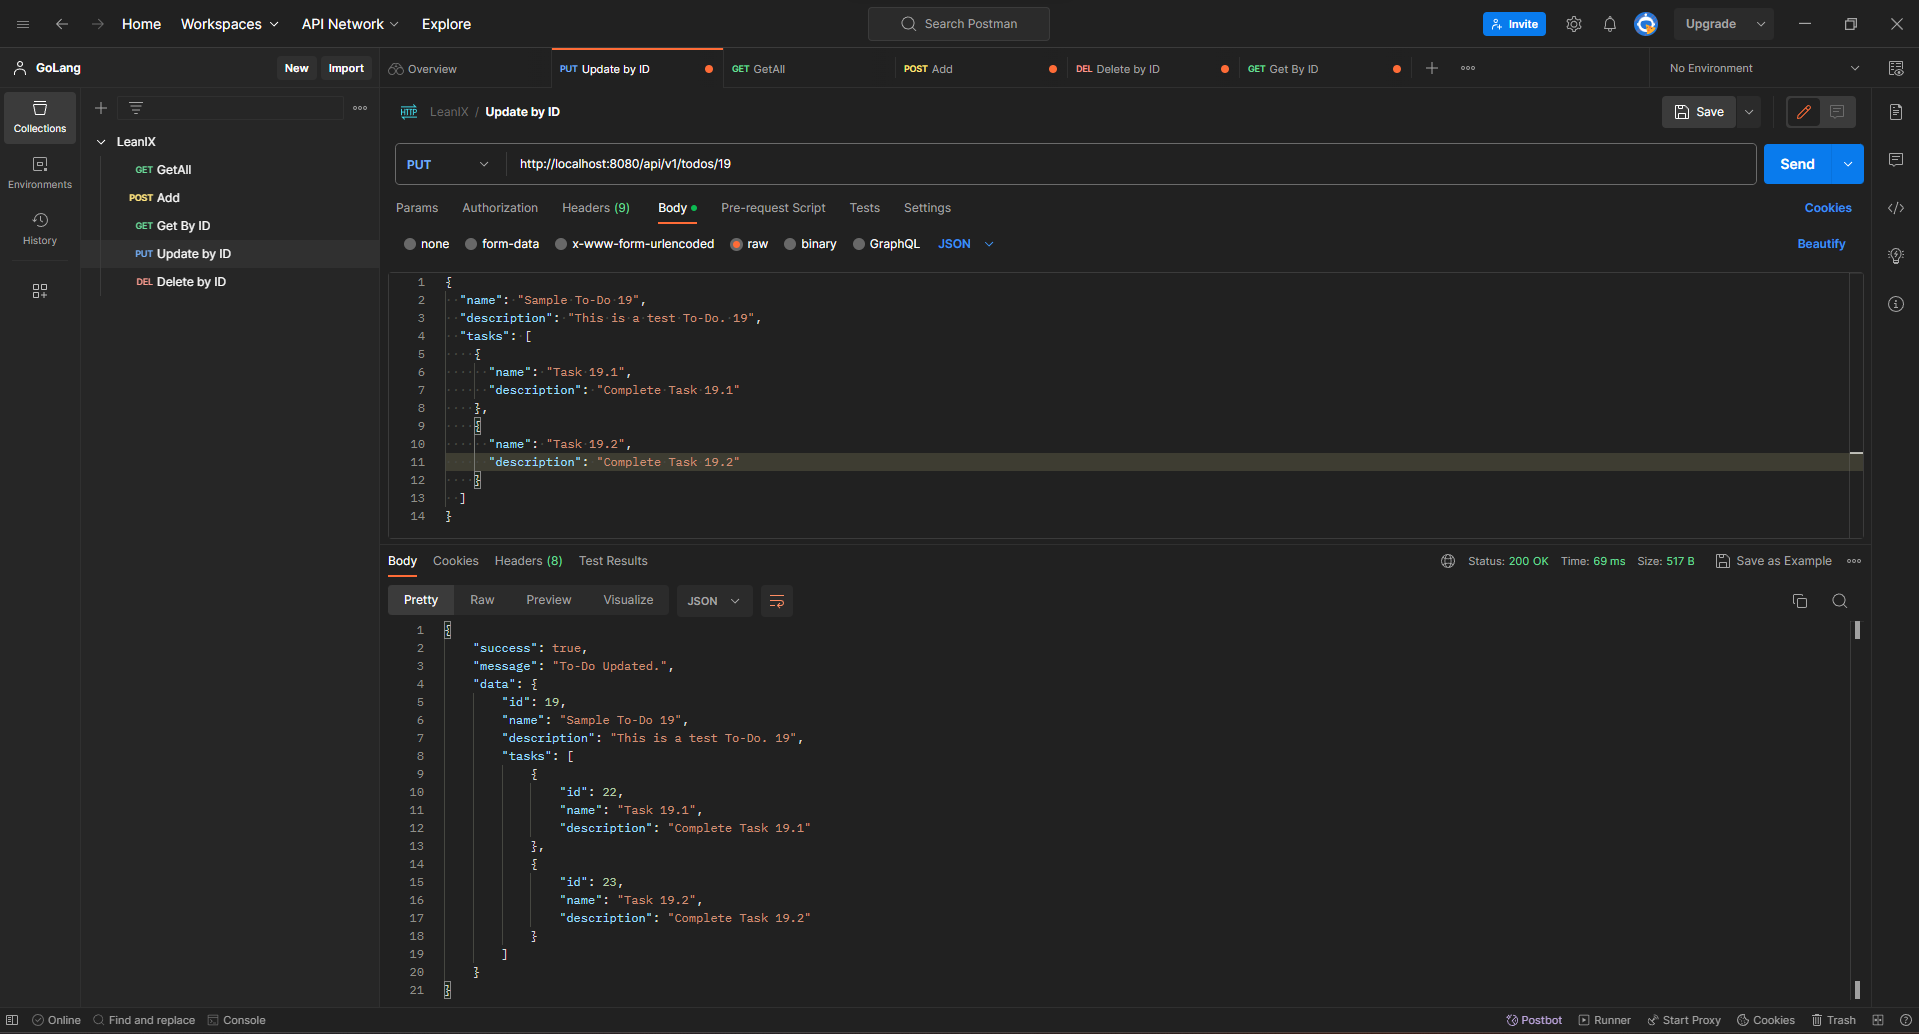 Home Workspaces API Network Explore Search Postman Invite Upgrade
GoLang New Import Overview PUT Update by ID GET GetAll POST Add DEL Delete by ID GET Get By ID No Environment
Collections
Environments
History
LeanIX
GET GetAll
POST Add
GET Get By ID
PUT Update by ID
DEL Delete by ID
HTTP LeanIX / Update by ID Save
PUT http://localhost:8080/api/v1/todos/19 Send
Params Authorization Headers (9) Body Pre-request Script Tests Settings Cookies
none form-data x-www-form-urlencoded raw binary GraphQL JSON Beautify
1 {
2 "name": "Sample To-Do 19",
3 "description": "This is a test To-Do. 19",
4 "tasks": [
5 {
6 "name": "Task 19.1",
7 "description": "Complete Task 19.1"
8 },
9 {
10 "name": "Task 19.2",
11 "description": "Complete Task 19.2"
12 }
13 ]
14 }
Body Cookies Headers (8) Test Results Status: 200 OK Time: 69 ms Size: 517 B Save as Example
Pretty Raw Preview Visualize JSON
1 {
2 "success": true,
3 "message": "To-Do Updated.",
4 "data": {
5 "id": 19,
6 "name": "Sample To-Do 19",
7 "description": "This is a test To-Do. 19",
8 "tasks": [
9 {
10 "id": 22,
11 "name": "Task 19.1",
12 "description": "Complete Task 19.1"
13 },
14 {
15 "id": 23,
16 "name": "Task 19.2",
17 "description": "Complete Task 19.2"
18 }
19 ]
20 }
21 }
Online Find and replace Console Postbot Runner Start Proxy Cookies Trash